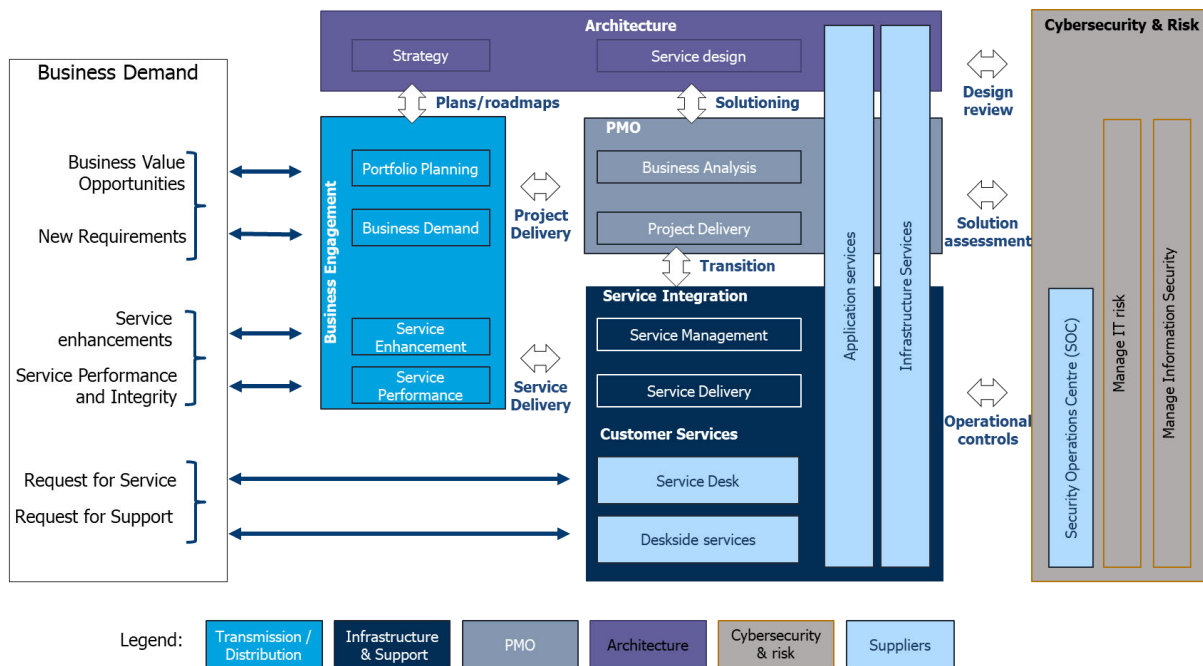 Architecture
Strategy
Service design
Cybersecurity & Risk
Business Demand
Plans/roadmaps
Solutioning
Design
review
PMO
Business Value
Opportunities
New Requirements
Business Engagement
Portfolio Planning
Business Demand
Project
Delivery
Business Analysis
Project Delivery
Solution
assessment
Transition
Service Integration
Service
enhancements
Service Performance
and Integrity
Service
Enhancement
Service
Performance
Service
Delivery
Service Management
Service Delivery
Application services
Infrastructure Services
Operational
controls
Security Operations Centre (SOC)
Manage IT risk
Manage Information Security
Customer Services
Request for Service
Request for Support
Service Desk
Deskside services
Legend:
Transmission /
Distribution
Infrastructure
& Support
PMO
Architecture
Cybersecurity
& risk
Suppliers